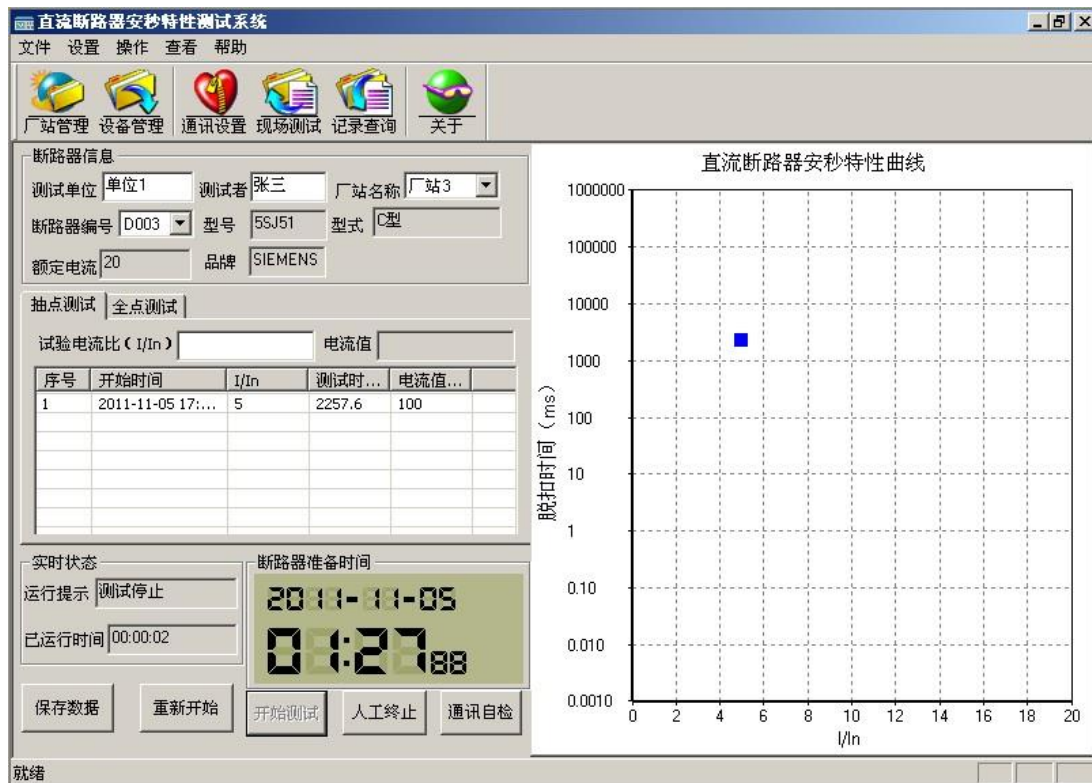 直流断路器安秒特性测试系统
文件 设置 操作 查看 帮助
厂站管理 设备管理 通讯设置 现场测试 记录查询 关于
断路器信息
测试单位 单位1 测试者 张三 厂站名称 厂站3
断路器编号 D003 型号 5SJ51 型式 C型
额定电流 20 品牌 SIEMENS
抽点测试 全点测试
试验电流比(I/In) 电流值
序号 开始时间 I/In 测试时... 电流值...
1 2011-11-05 17:... 5 2257.6 100
实时状态
运行提示 测试停止
已运行时间 00:00:02
断路器准备时间
2011-11-05
01:27 88
保存数据 重新开始 开始测试 人工终止 通讯自检
就绪
直流断路器安秒特性曲线
脱扣时间(ms)
1000000
100000
10000
1000
100
10
1
0.10
0.010
0.0010
0 2 4 6 8 10 12 14 16 18 20
I/In